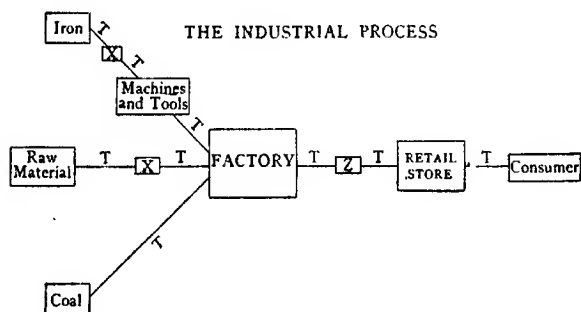 THE INDUSTRIAL PROCESS
Iron
T
X
T
Machines
and Tools
T
Raw
Material
T
X
T
FACTORY
T
Z
T
RETAIL
.STORE
T
Consumer
T
Coal